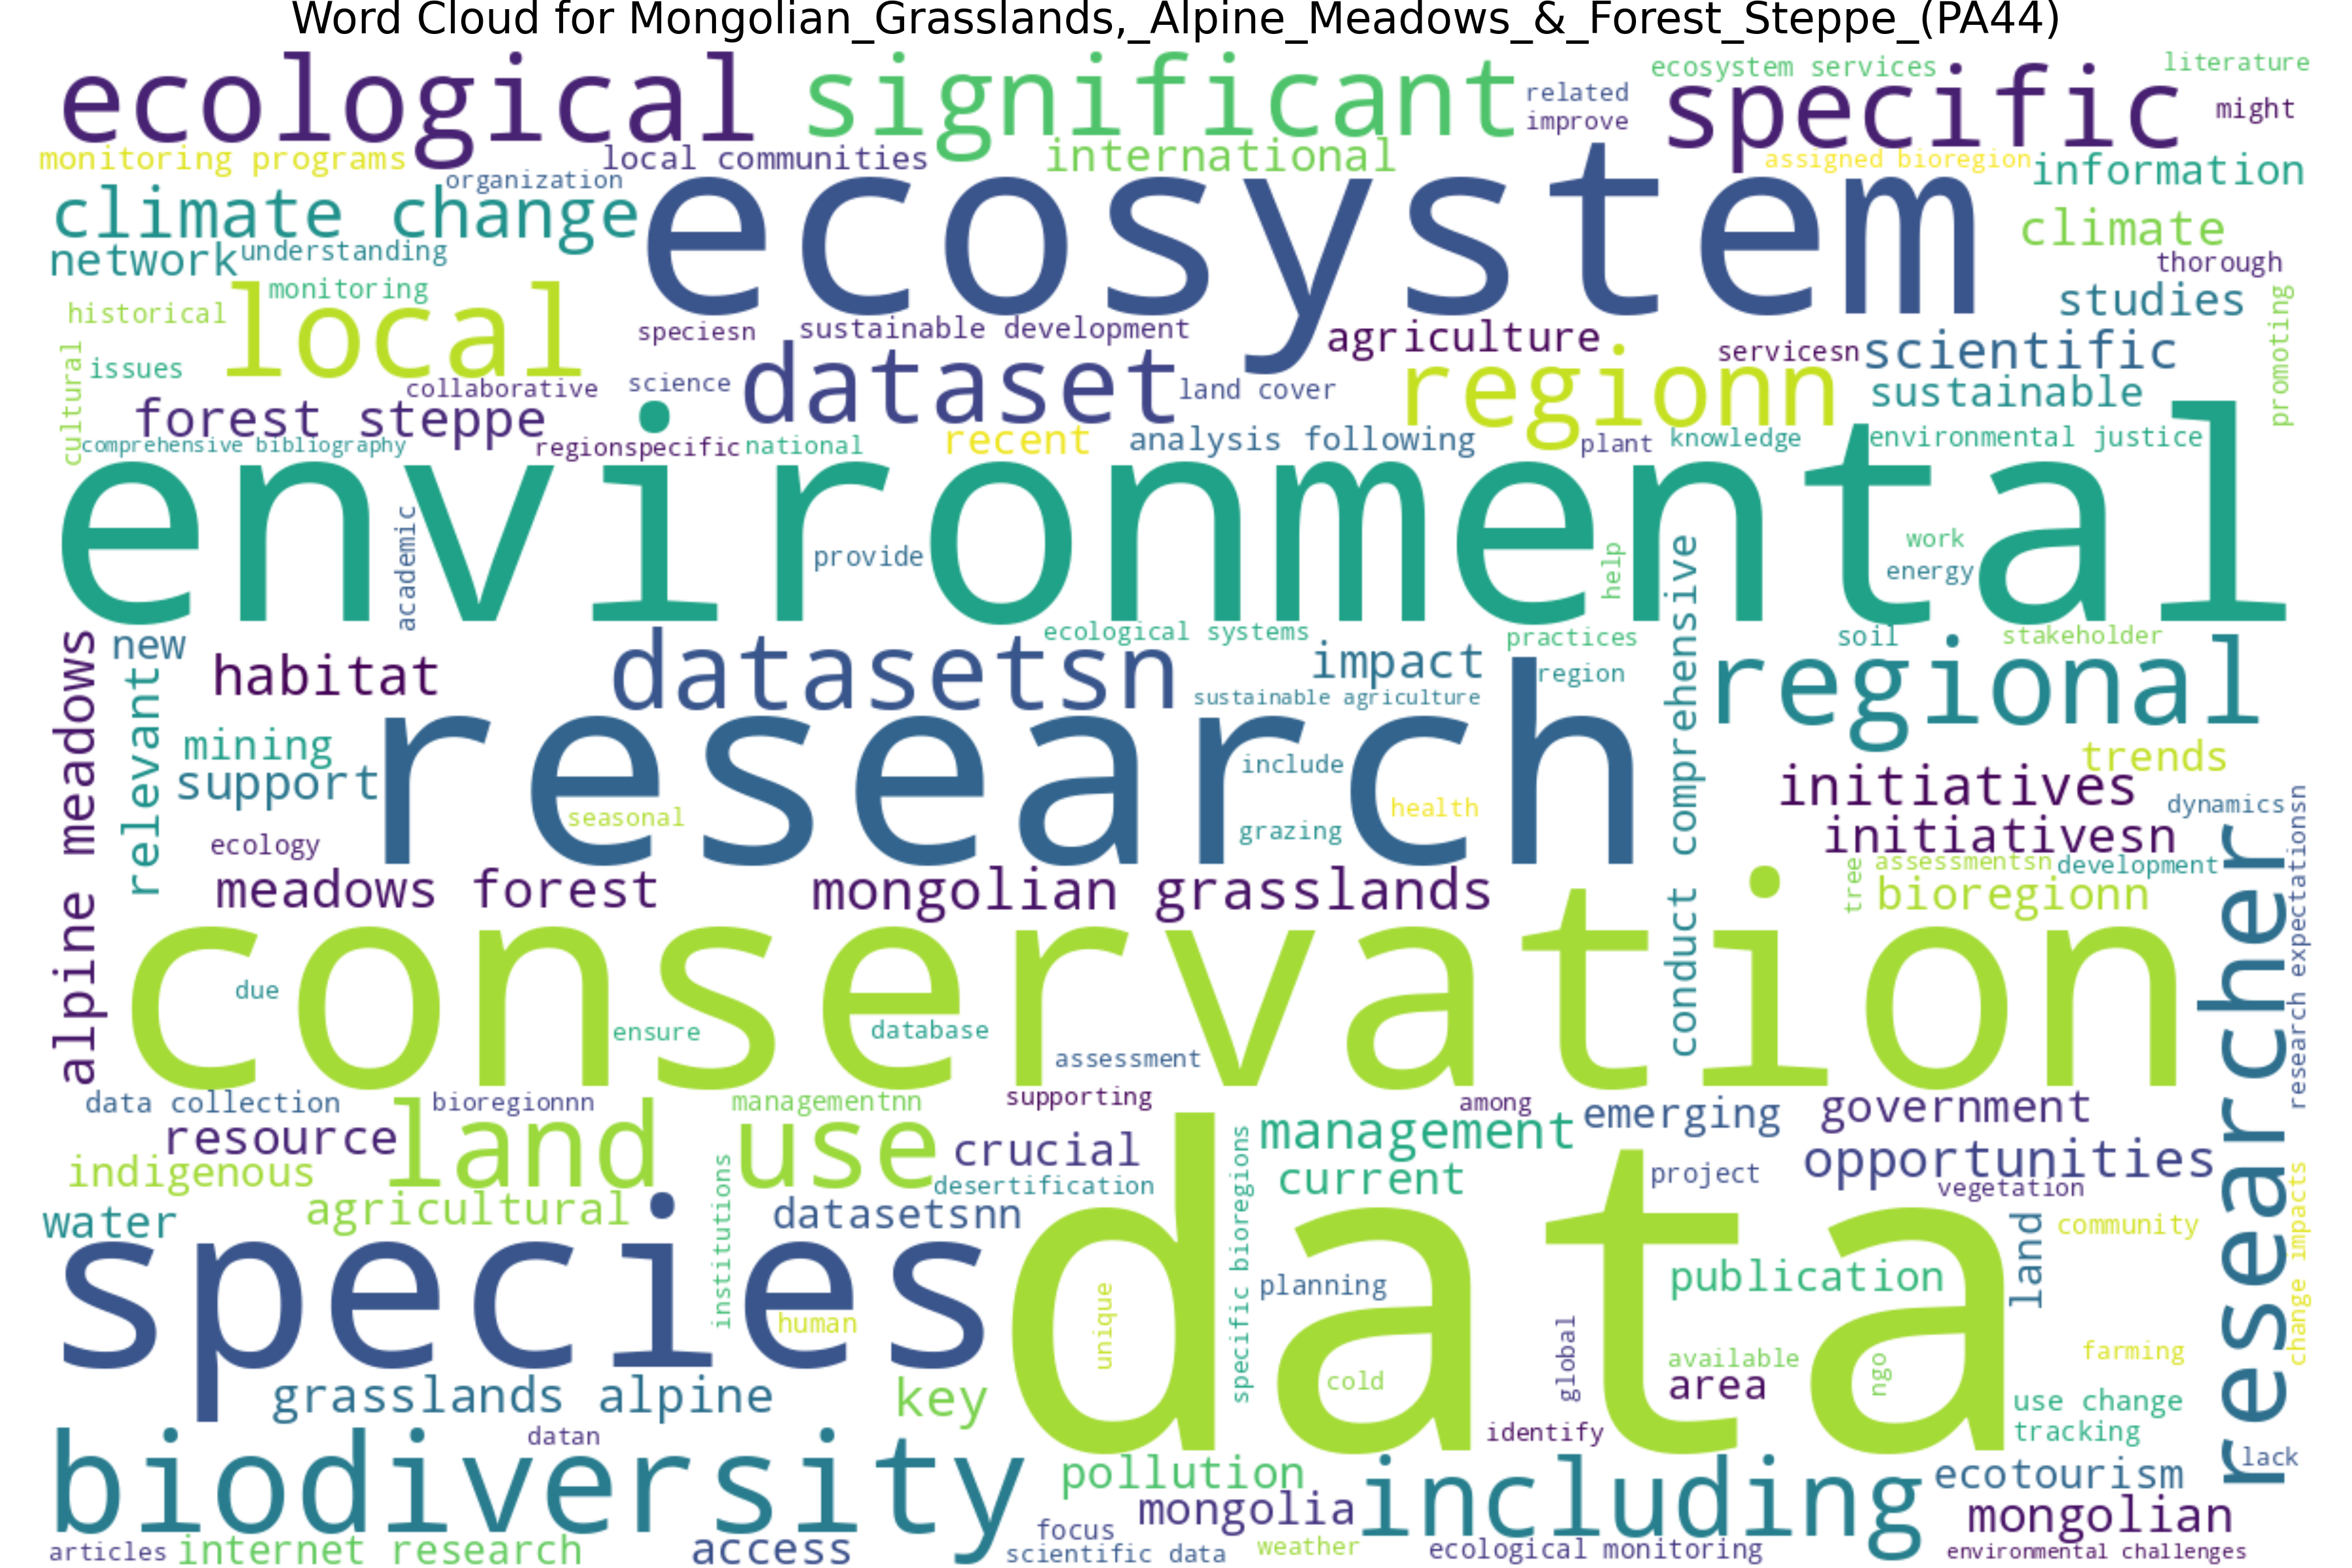 Word Cloud for Mongolian_Grasslands,_Alpine_Meadows_&_Forest_Steppe_(PA44)
ecological
significant
related
improve
ecosystem services
specific
literature
might
monitoring programs
local communities
international
assigned bioregion
information
organization
climate change
ecosystem
climate
network
understanding
thorough
monitoring
historical
local
studies
promoting
speciesn
sustainable development
agriculture
servicesn
scientific
cultural
issues
collaborative
science
dataset
land cover
regionn
sustainable
forest steppe
comprehensive bibliography
regionspecific
national
recent
analysis following
plant
knowledge
environmental justice
environmental
academic
provide
help
work
energy
conduct comprehensive
alpine meadows
new
relevant
habitat
datasetsn
ecological systems
impact
practices
region
soil
stakeholder
regional
sustainable agriculture
mining
support
research
include
trends
initiatives
seasonal
health
dynamics
ecology
grazing
initiativesn
research expectationsn
researcher
meadows forest
mongolian grasslands
tree
assessmentsn
development
bioregionn
conservation
due
ensure
database
assessment
data collection
bioregionnn
managementnn
supporting
among
emerging
government
resource
land use
crucial
management
opportunities
indigenous
institutions
desertification
specific bioregions
current
project
vegetation
change impacts
water
agricultural
datasetsnn
land
community
species
data
unique
planning
publication
human
global
available
farming
cold
area
ngo
grasslands alpine
key
use change
identify
tracking
datan
biodiversity
pollution
including
ecotourism
lack
mongolia
mongolian
focus
articles
internet research
access
scientific data
weather
ecological monitoring
environmental challenges